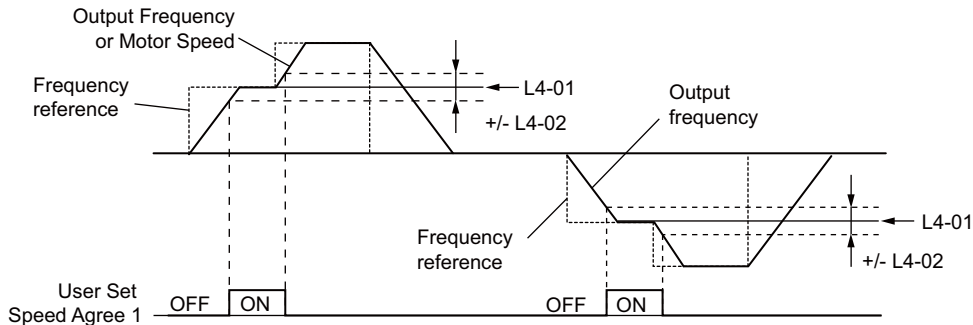 Output Frequency
or Motor Speed
Frequency
reference
L4-01
+/- L4-02
Output
frequency
Frequency
reference
L4-01
+/- L4-02
User Set
Speed Agree 1
OFF
ON
OFF
ON